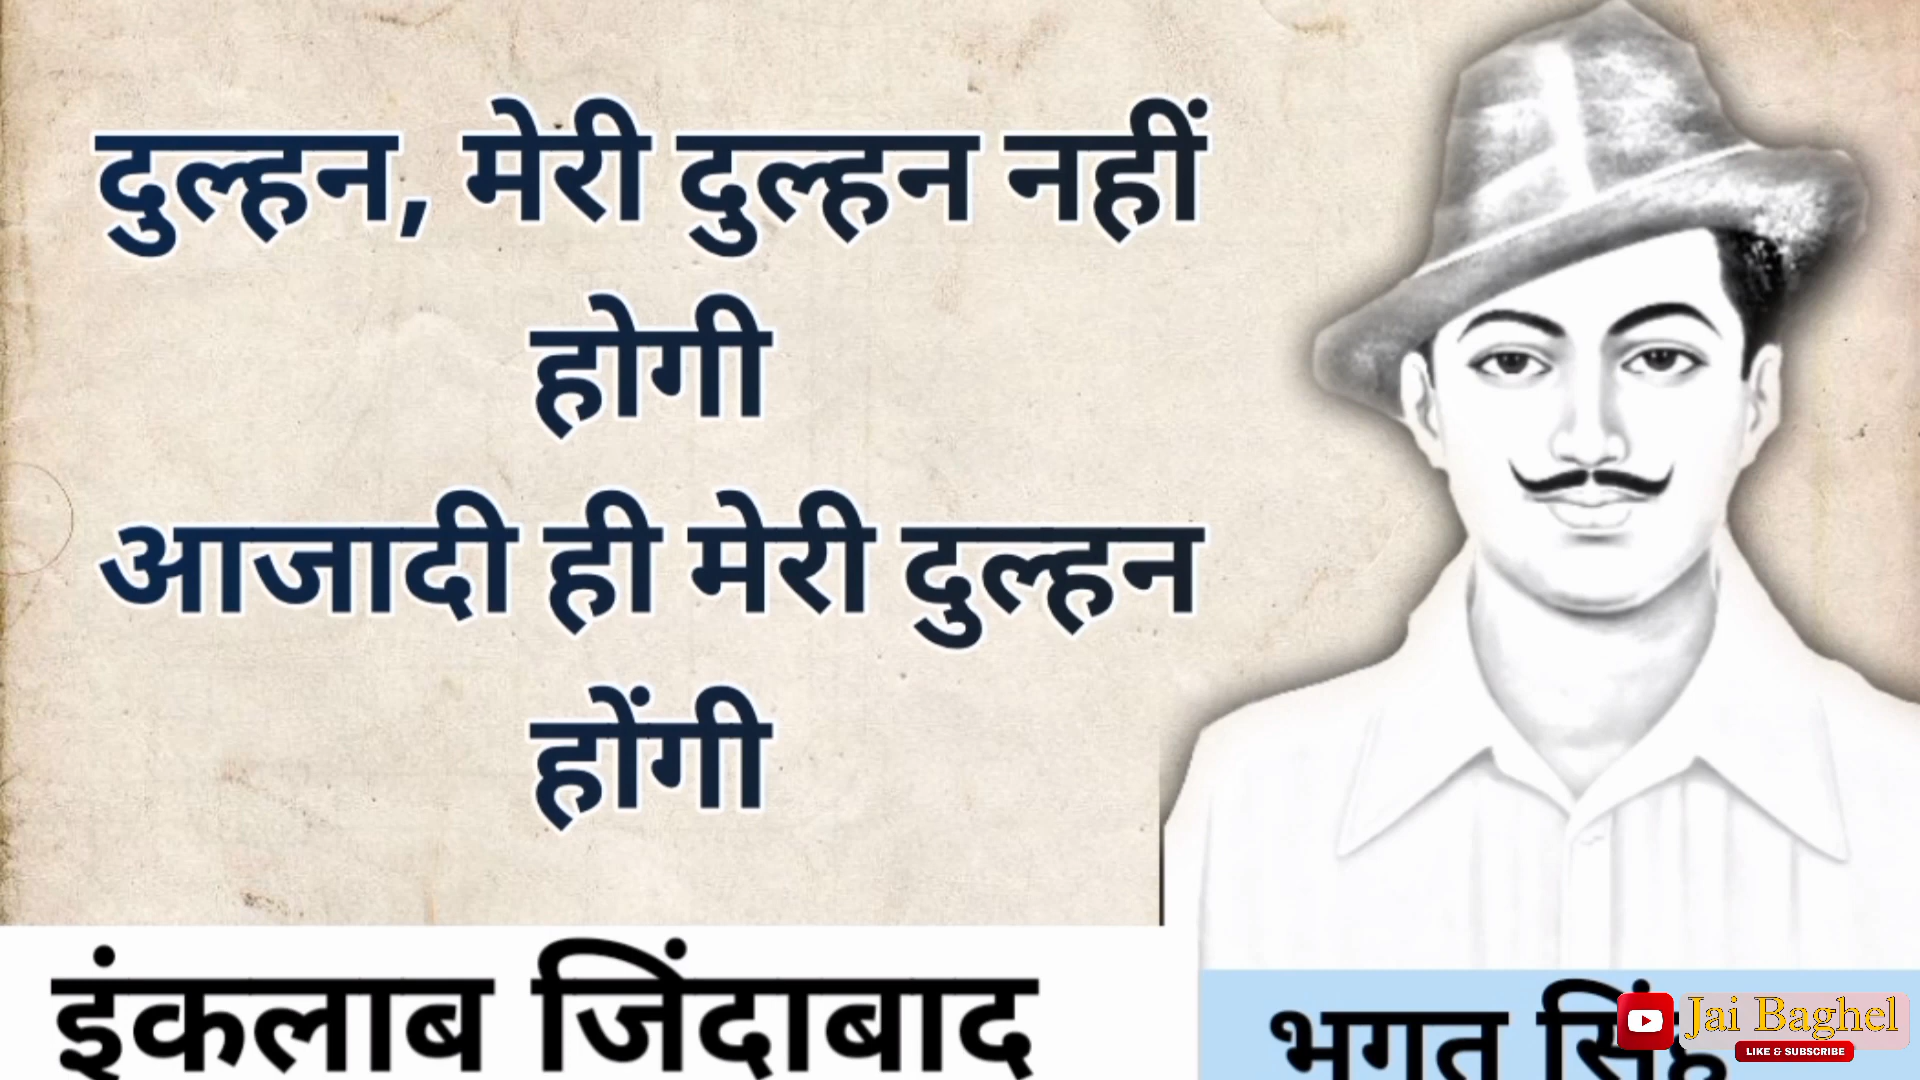 दुल्हन, मेरी दुल्हन नहीं
होगी
आजादी ही मेरी दुल्हन
होंगी
इंकलाब जिंदाबाद
भगत सिंह
Jai Baghel
LIKE & SUBSCRIBE